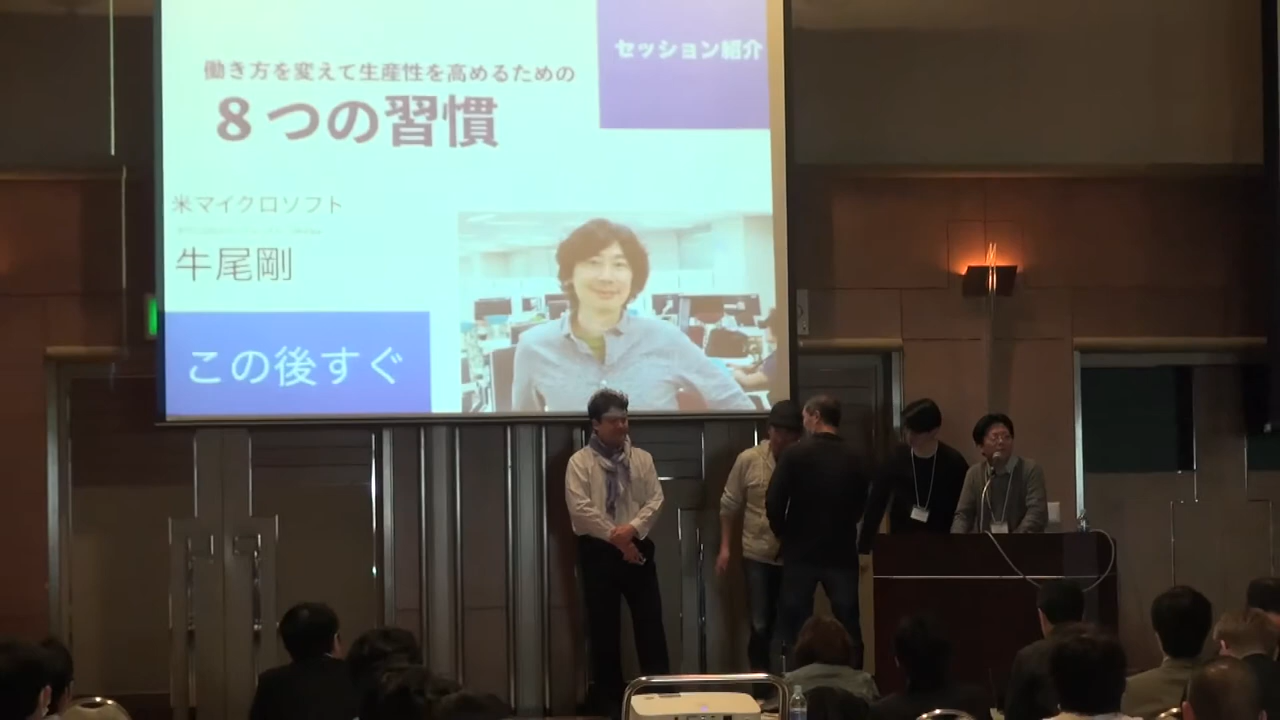 セッション紹介
働き方を変えて生産性を高めるための
8つの習慣
米マイクロソフト
牛尾剛
この後すぐ